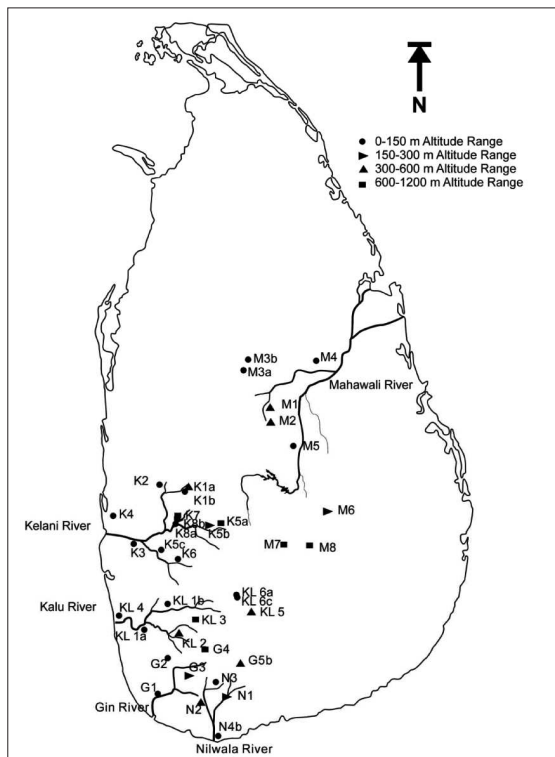 N
0-150 m Altitude Range
150-300 m Altitude Range
300-600 m Altitude Range
600-1200 m Altitude Range
M3b
M4
M3a
Mahawali River
M1
M2
M5
K2
K1a
K1b
K4
K7
K8b
K5a
M6
Kelani River
K8a
K5b
K5c
K3
M7
M8
K6
KL 6a
KL 1b
KL 6c
Kalu River
KL 4
KL 5
KL 3
KL 1a
KL 2
G4
G2
G5b
G3
N3
G1
N1
Gin River
N2
N4b
Nilwala River